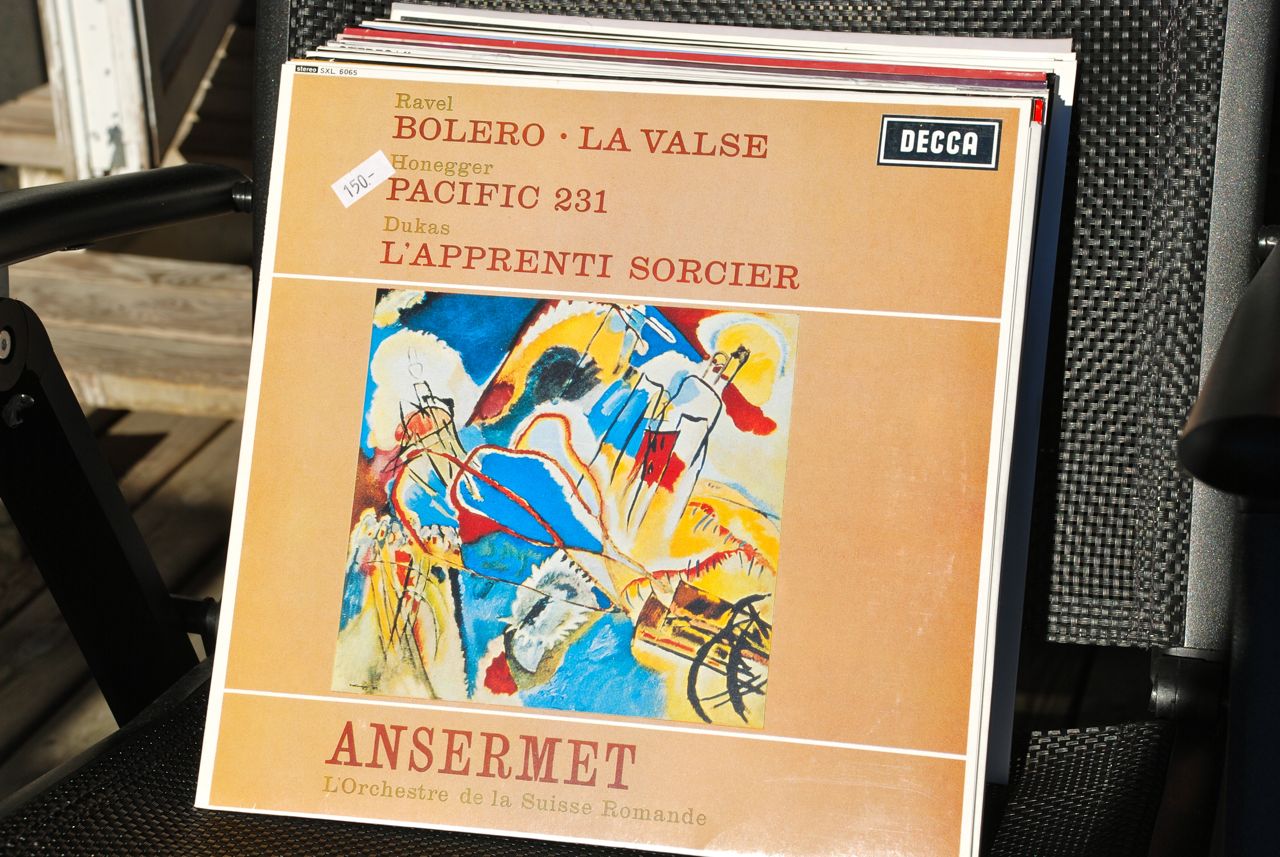 stereo SXL 6065
Ravel
BOLERO · LA VALSE
DECCA
Honegger
150.-
PACIFIC 231
Dukas
L'APPRENTI SORCIER
ANSERMET
L'Orchestre de la Suisse Romande